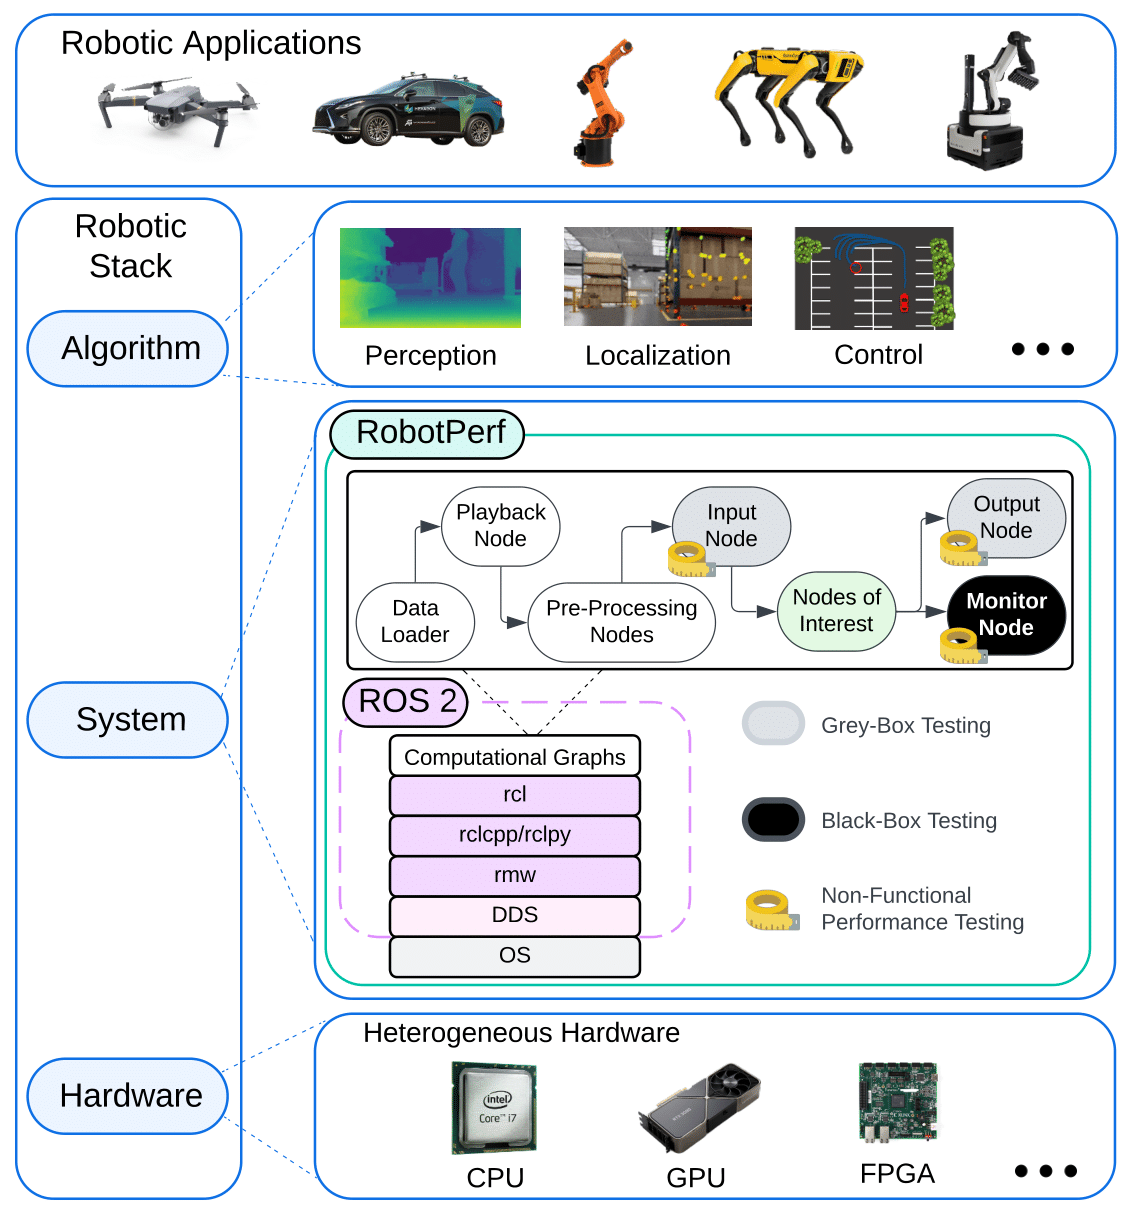 Robotic Applications
HEXAGON
Robotic
Stack
Algorithm
Perception
Localization
Control
RobotPerf
Playback
Node
Input
Node
Output
Node
Data
Loader
Pre-Processing
Nodes
Nodes of
Interest
Monitor
Node
System
ROS 2
Computational Graphs
rcl
rclcpp/rclpy
rmw
DDS
OS
Grey-Box Testing
Black-Box Testing
Non-Functional
Performance Testing
Hardware
Heterogeneous Hardware
intel
Core™ i7
CPU
GPU
FPGA